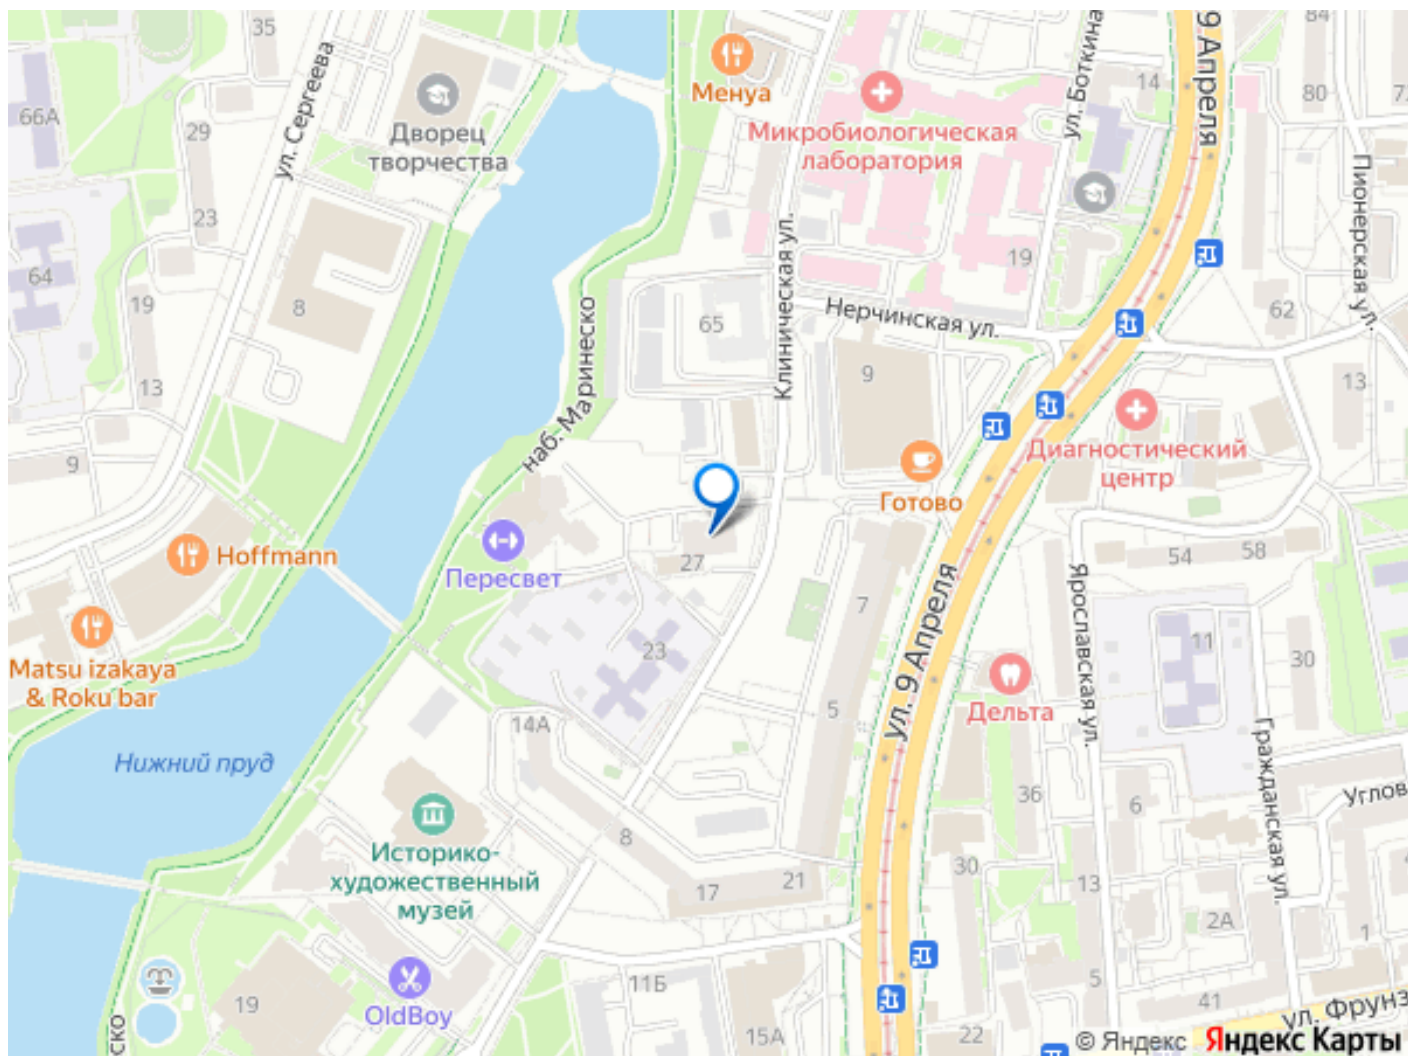 35
66А
29
ул. Сергеева
Дворец
творчества
Менуа
Микробиологическая
лаборатория
ул. Боткина
14
9 Апреля
84
80
Пионерская ул.
23
64
19
8
13
9
наб. Маринеско
65
Клиническая ул.
Нерчинская ул.
19
9
62
13
Диагностический
центр
Готово
Hoffmann
Пересвет
27
7
54
58
Matsu izakaya
& Roku bar
23
ул. 9 Апреля
Ярославская ул.
11
30
14А
5
Дельта
Нижний пруд
Гражданская ул.
36
6
Углов
8
Историко-
художественный
музей
17
21
30
13
2А
1
19
OldBoy
11Б
15А
5
41
22
ул. Фрунз
ско
© Яндекс
Яндекс Карты